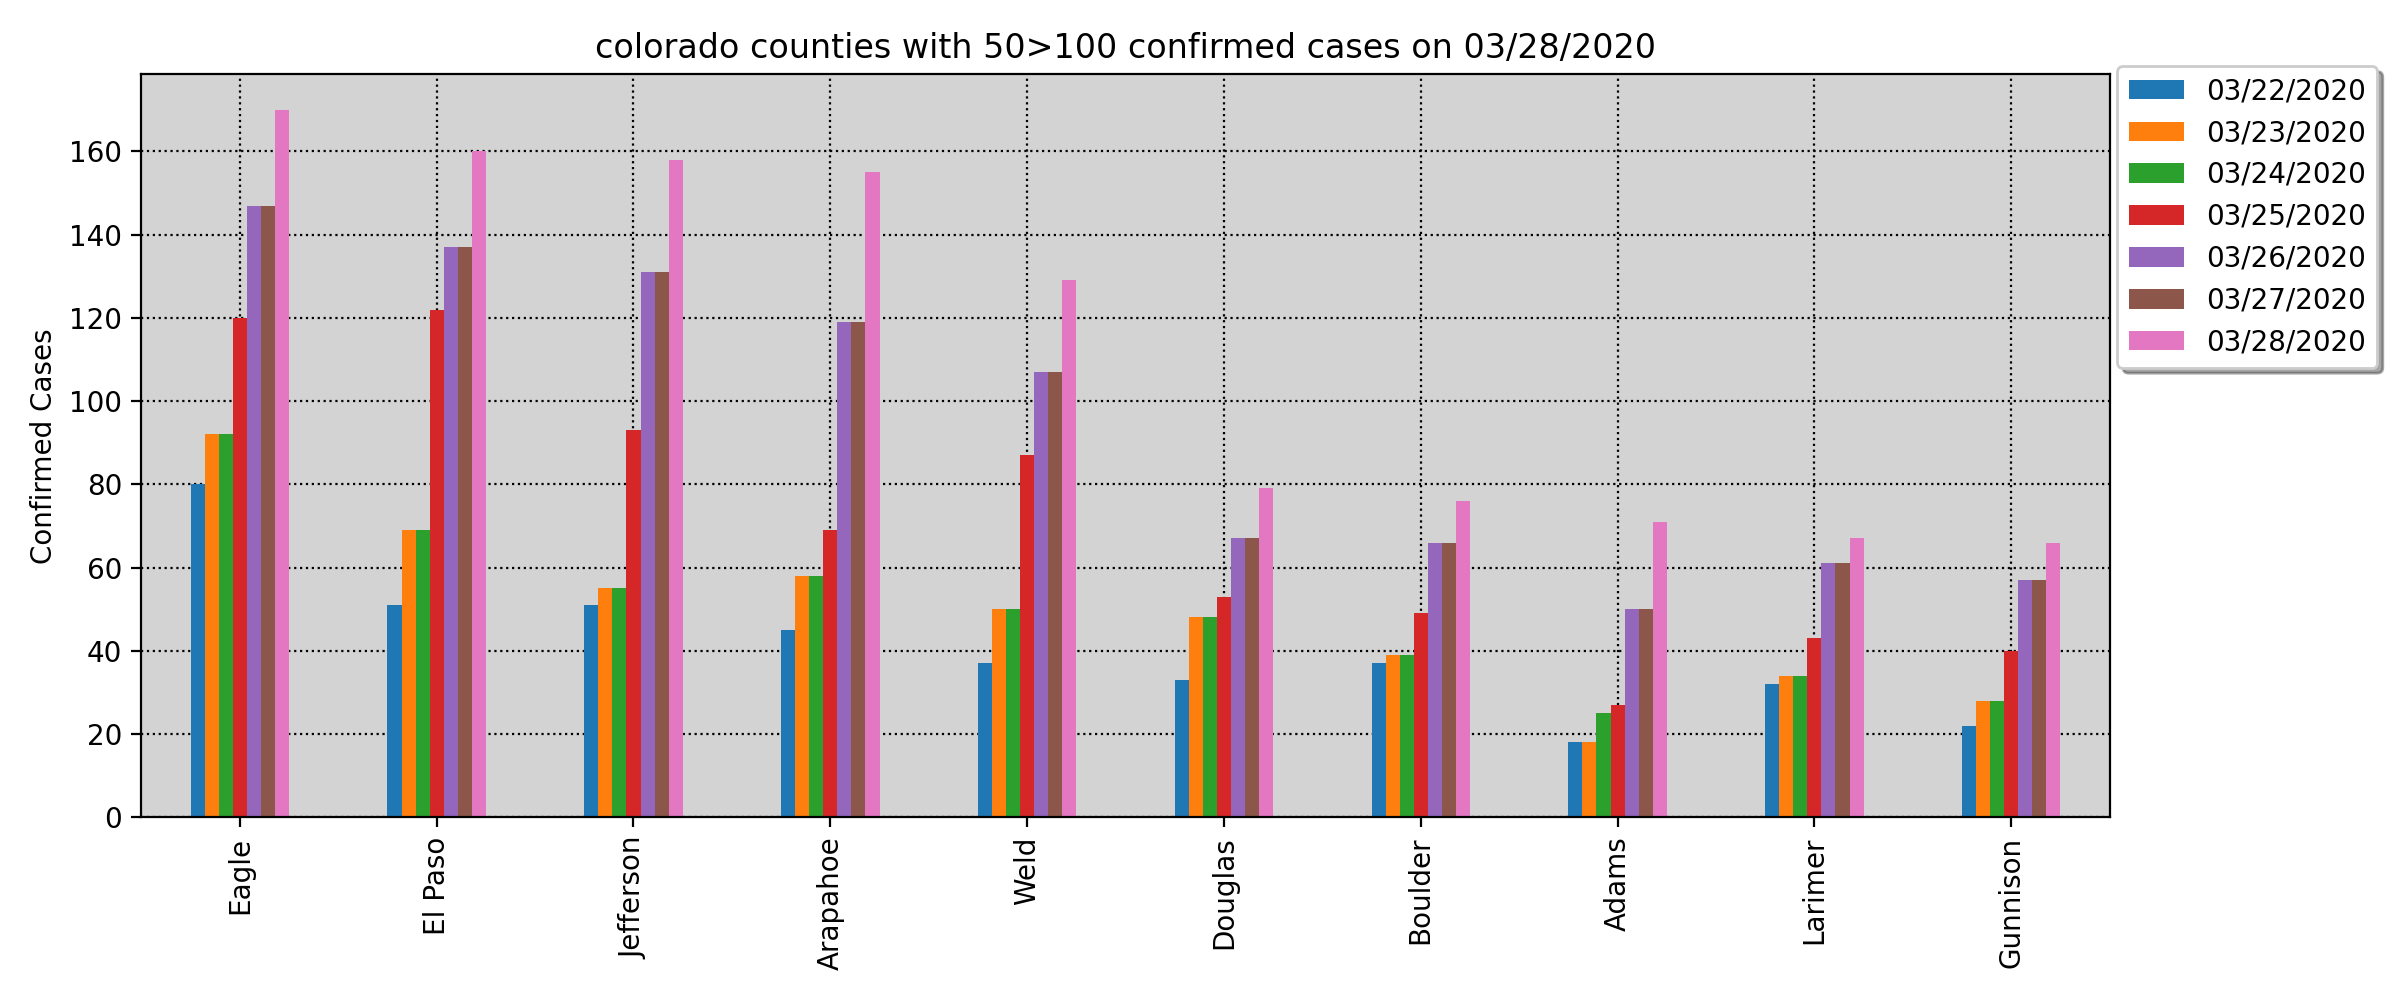 colorado counties with 50>100 confirmed cases on 03/28/2020
03/22/2020
03/23/2020
03/24/2020
03/25/2020
03/26/2020
03/27/2020
03/28/2020
Confirmed Cases
160
140
120
100
80
60
40
20
0
Eagle
El Paso
Jefferson
Arapahoe
Weld
Douglas
Boulder
Adams
Larimer
Gunnison